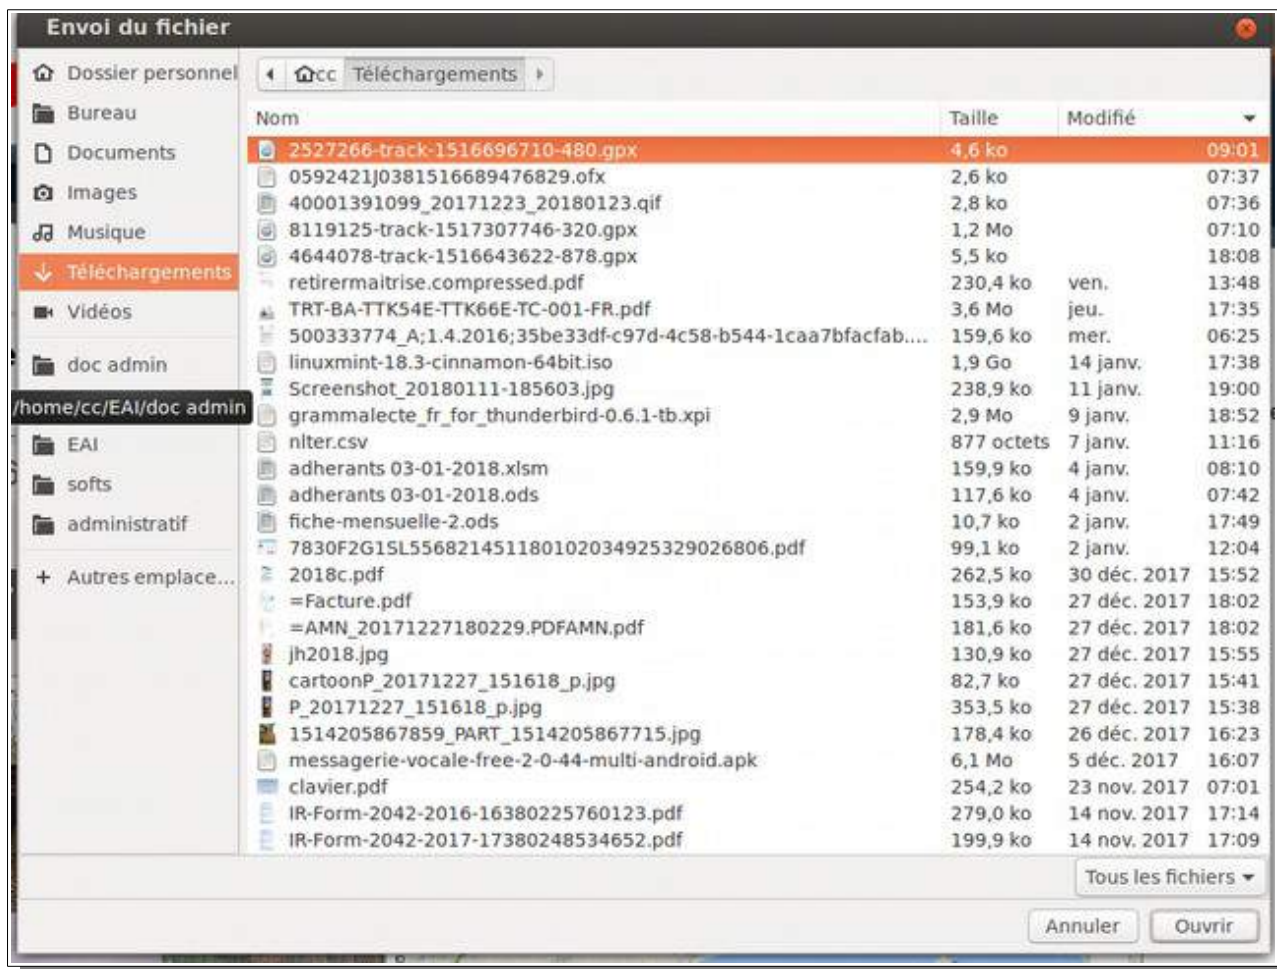 Envoi du fichier
Dossier personnel
Bureau
Documents
Images
Musique
Téléchargements
Vidéos
doc admin
/home/cc/EAI/doc admin
EAI
softs
administratif
+ Autres emplace...
cc Téléchargements
Nom Taille Modifié
2527266-track-1516696710-480.gpx 4,6 ko 09:01
0592421J0381516689476829.ofx 2,6 ko 07:37
40001391099_20171223_20180123.qif 2,8 ko 07:36
8119125-track-1517307746-320.gpx 1,2 Mo 07:10
4644078-track-1516643622-878.gpx 5,5 ko 18:08
retirermaitrise.compressed.pdf 230,4 ko ven. 13:48
TRT-BA-TTK54E-TTK66E-TC-001-FR.pdf 3,6 Mo jeu. 17:35
500333774_A;1.4.2016;35be33df-c97d-4c58-b544-1caa7bfacfab.... 159,6 ko mer. 06:25
linuxmint-18.3-cinnamon-64bit.iso 1,9 Go 14 janv. 17:38
Screenshot_20180111-185603.jpg 238,9 ko 11 janv. 19:00
grammalecte_fr_for_thunderbird-0.6.1-tb.xpi 2,9 Mo 9 janv. 18:52
nlter.csv 877 octets 7 janv. 11:16
adherants 03-01-2018.xlsm 159,9 ko 4 janv. 08:10
adherants 03-01-2018.ods 117,6 ko 4 janv. 07:42
fiche-mensuelle-2.ods 10,7 ko 2 janv. 17:49
7830F2G1SL556821451180102034925329026806.pdf 99,1 ko 2 janv. 12:04
2018c.pdf 262,5 ko 30 déc. 2017 15:52
=Facture.pdf 153,9 ko 27 déc. 2017 18:02
=AMN_20171227180229.PDFAMN.pdf 181,6 ko 27 déc. 2017 18:02
jh2018.jpg 130,9 ko 27 déc. 2017 15:55
cartoonP_20171227_151618_p.jpg 82,7 ko 27 déc. 2017 15:41
P_20171227_151618_p.jpg 353,5 ko 27 déc. 2017 15:38
1514205867859_PART_1514205867715.jpg 178,4 ko 26 déc. 2017 16:23
messagerie-vocale-free-2-0-44-multi-android.apk 6,1 Mo 5 déc. 2017 16:07
clavier.pdf 254,2 ko 23 nov. 2017 07:01
IR-Form-2042-2016-16380225760123.pdf 279,0 ko 14 nov. 2017 17:14
IR-Form-2042-2017-17380248534652.pdf 199,9 ko 14 nov. 2017 17:09
Tous les fichiers
Annuler Ouvrir